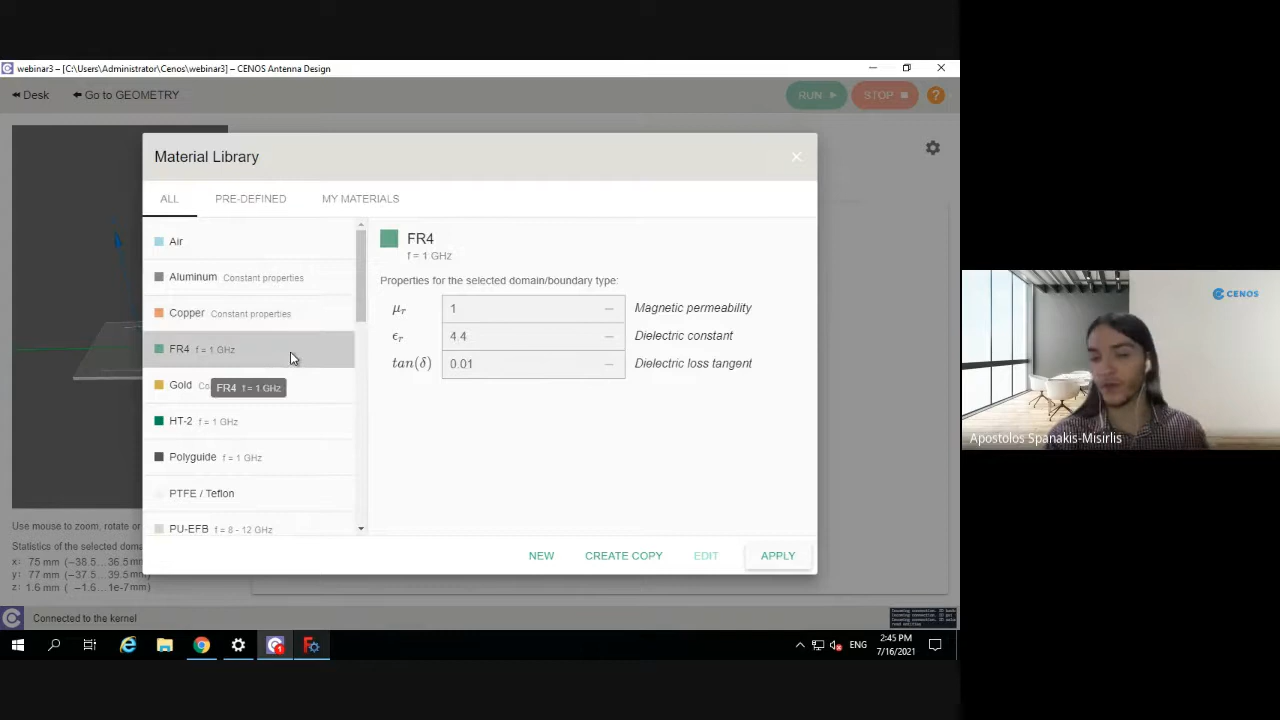 webinar3 – [C:\Users\Administrator\Cenos\webinar3] – CENOS Antenna Design
Desk
Go to GEOMETRY
RUN
STOP
?
Material Library
ALL
PRE-DEFINED
MY MATERIALS
Air
Aluminum Constant properties
Copper Constant properties
FR4 f = 1 GHz
Gold Co
FR4 f = 1 GHz
HT-2 f = 1 GHz
Polyguide f = 1 GHz
PTFE / Teflon
PU-EFB f = 8 - 12 GHz
FR4
f = 1 GHz
Properties for the selected domain/boundary type:
μr 1 Magnetic permeability
ϵr 4.4 Dielectric constant
tan(δ) 0.01 Dielectric loss tangent
NEW
CREATE COPY
EDIT
APPLY
Use mouse to zoom, rotate or
Statistics of the selected doma
x: 75 mm (−38.5…36.5 mm
y: 77 mm (−37.5…39.5 mm)
z: 1.6 mm (−1.6…1e-7 mm)
Connected to the kernel
ENG
2:45 PM
7/16/2021
CENOS
Apostolos Spanakis-Misirlis